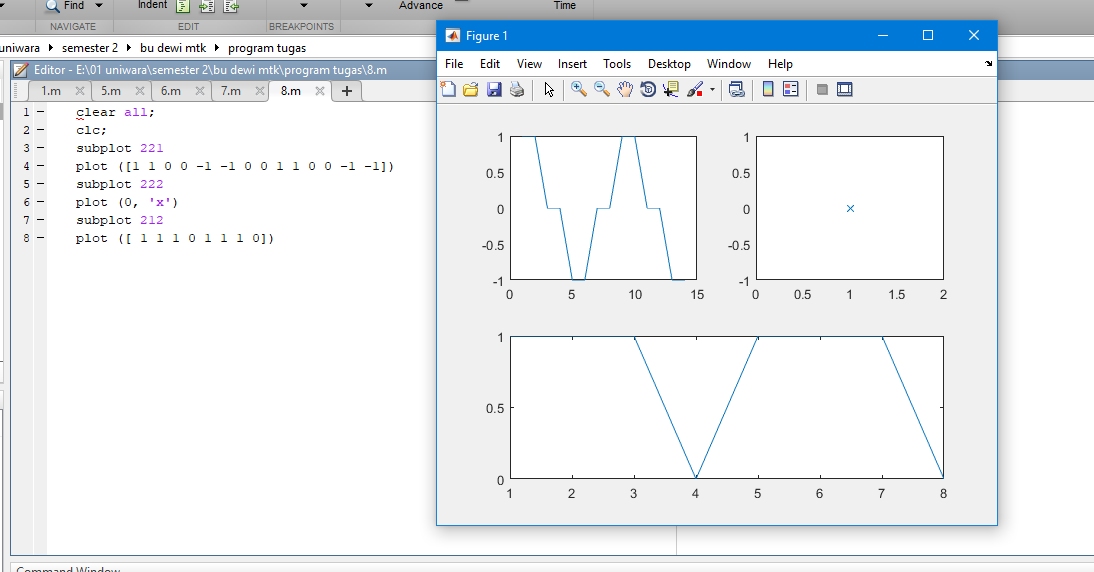 Find Indent Advance Time
NAVIGATE EDIT BREAKPOINTS
uniwara semester 2 bu dewi mtk program tugas
Editor - E:\01 uniwara\semester 2\bu dewi mtk\program tugas\8.m
1.m 5.m 6.m 7.m 8.m
1 clear all;
2 clc;
3 subplot 221
4 plot ([1 1 0 0 -1 -1 0 0 1 1 0 0 -1 -1])
5 subplot 222
6 plot (0, 'x')
7 subplot 212
8 plot ([ 1 1 1 0 1 1 1 0])
Figure 1
File Edit View Insert Tools Desktop Window Help
1
0.5
0
-0.5
-1
0 5 10 15
1
0.5
0
-0.5
-1
0 0.5 1 1.5 2
1
0.5
0
1 2 3 4 5 6 7 8
Command Window